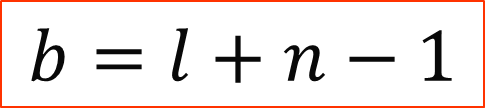 b = l + n − 1